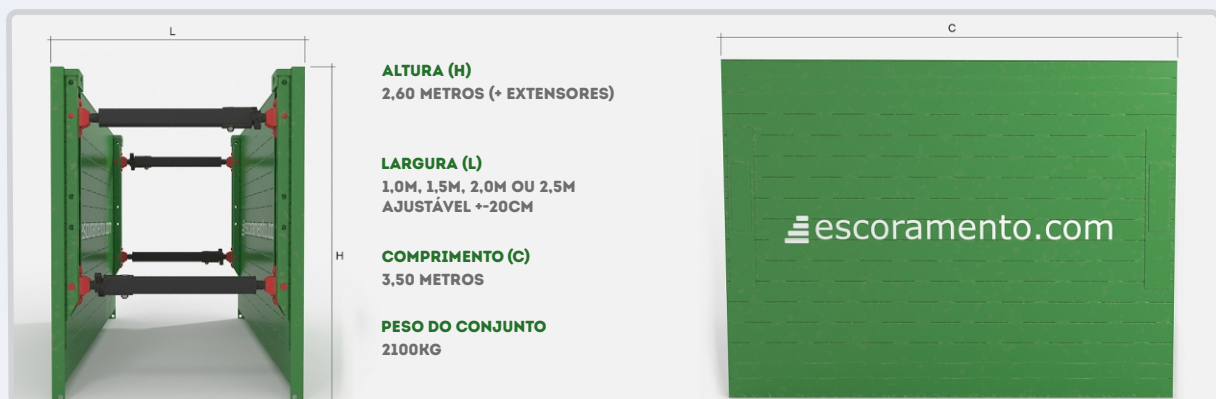 L
C
ALTURA (H)
2,60 METROS (+ EXTENSORES)
LARGURA (L)
1,0M, 1,5M, 2,0M OU 2,5M
AJUSTÁVEL +-20CM
H
COMPRIMENTO (C)
3,50 METROS
PESO DO CONJUNTO
2100KG
escoramento.com